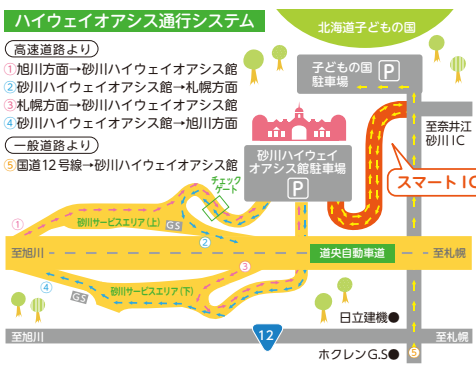 ハイウェイオアシス通行システム
高速道路より
①旭川方面→砂川ハイウェイオアシス館
②砂川ハイウェイオアシス館→札幌方面
③札幌方面→砂川ハイウェイオアシス館
④砂川ハイウェイオアシス館→旭川方面
一般道路より
⑤国道12号線→砂川ハイウェイオアシス館
北海道子どもの国
子どもの国
駐車場
P
至奈井江
砂川IC
砂川ハイウェイ
オアシス館駐車場
P
スマートIC
チェック
ゲート
①
砂川サービスエリア(上)
GS
②
至旭川
道央自動車道
至札幌
③
④
GS
砂川サービスエリア(下)
日立建機●
至旭川
12
至札幌
ホクレンG.S●
⑤